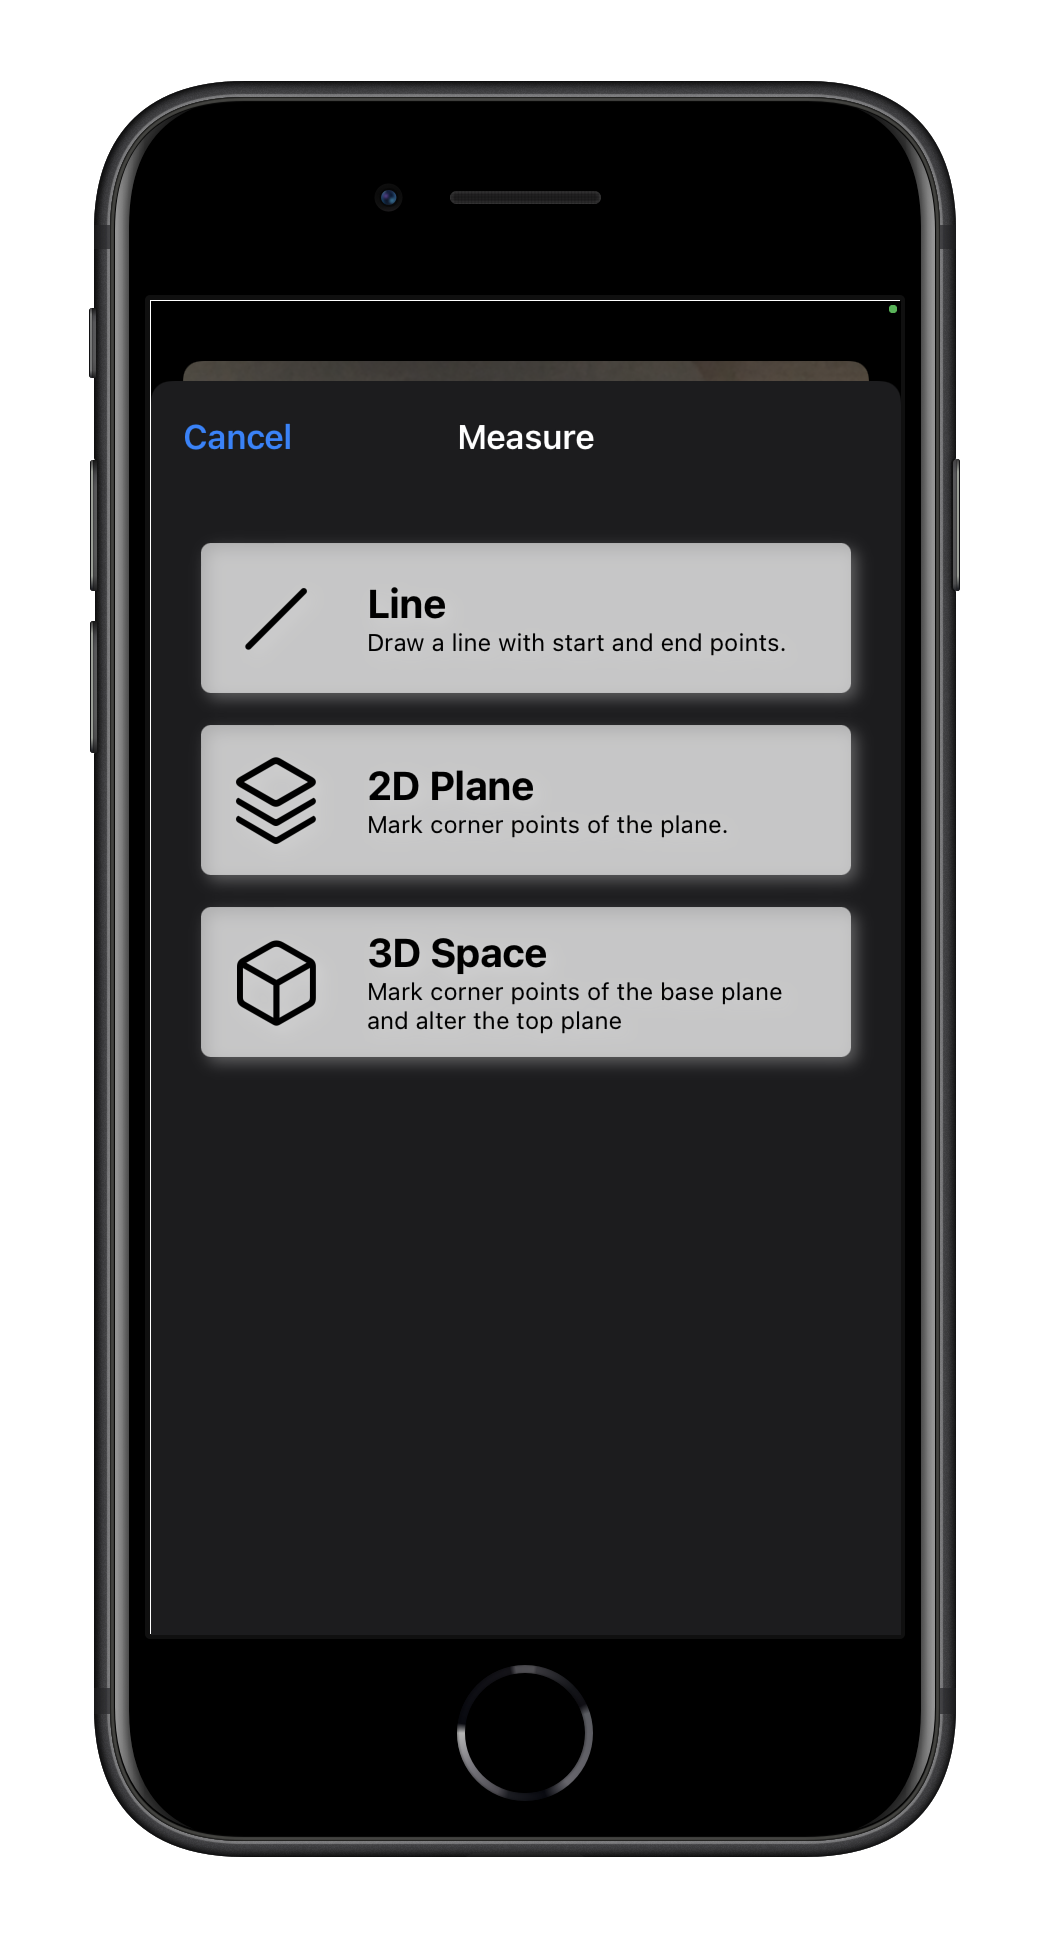 Cancel
Measure
Line
Draw a line with start and end points.
2D Plane
Mark corner points of the plane.
3D Space
Mark corner points of the base plane
and alter the top plane